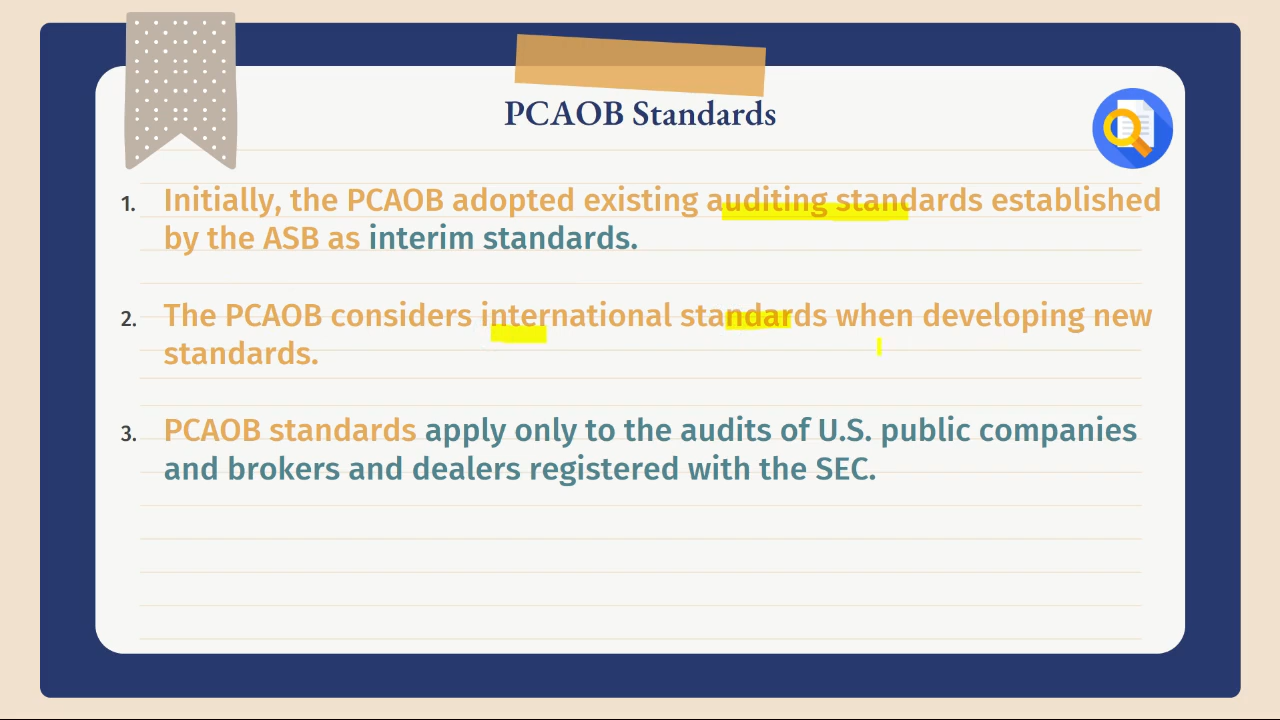 PCAOB Standards
1. Initially, the PCAOB adopted existing auditing standards established
by the ASB as interim standards.
2. The PCAOB considers international standards when developing new
standards.
3. PCAOB standards apply only to the audits of U.S. public companies
and brokers and dealers registered with the SEC.